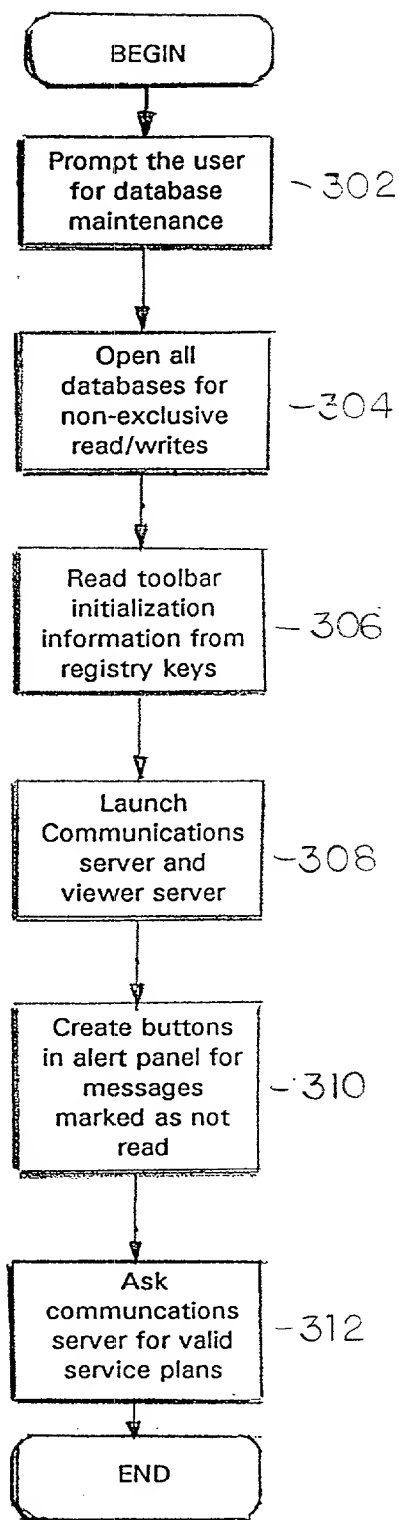 BEGIN
Prompt the user
for database
maintenance
302
Open all
databases for
non-exclusive
read/writes
304
Read toolbar
initialization
information from
registry keys
306
Launch
Communications
server and
viewer server
308
Create buttons
in alert panel for
messages
marked as not
read
310
Ask
communcations
server for valid
service plans
312
END